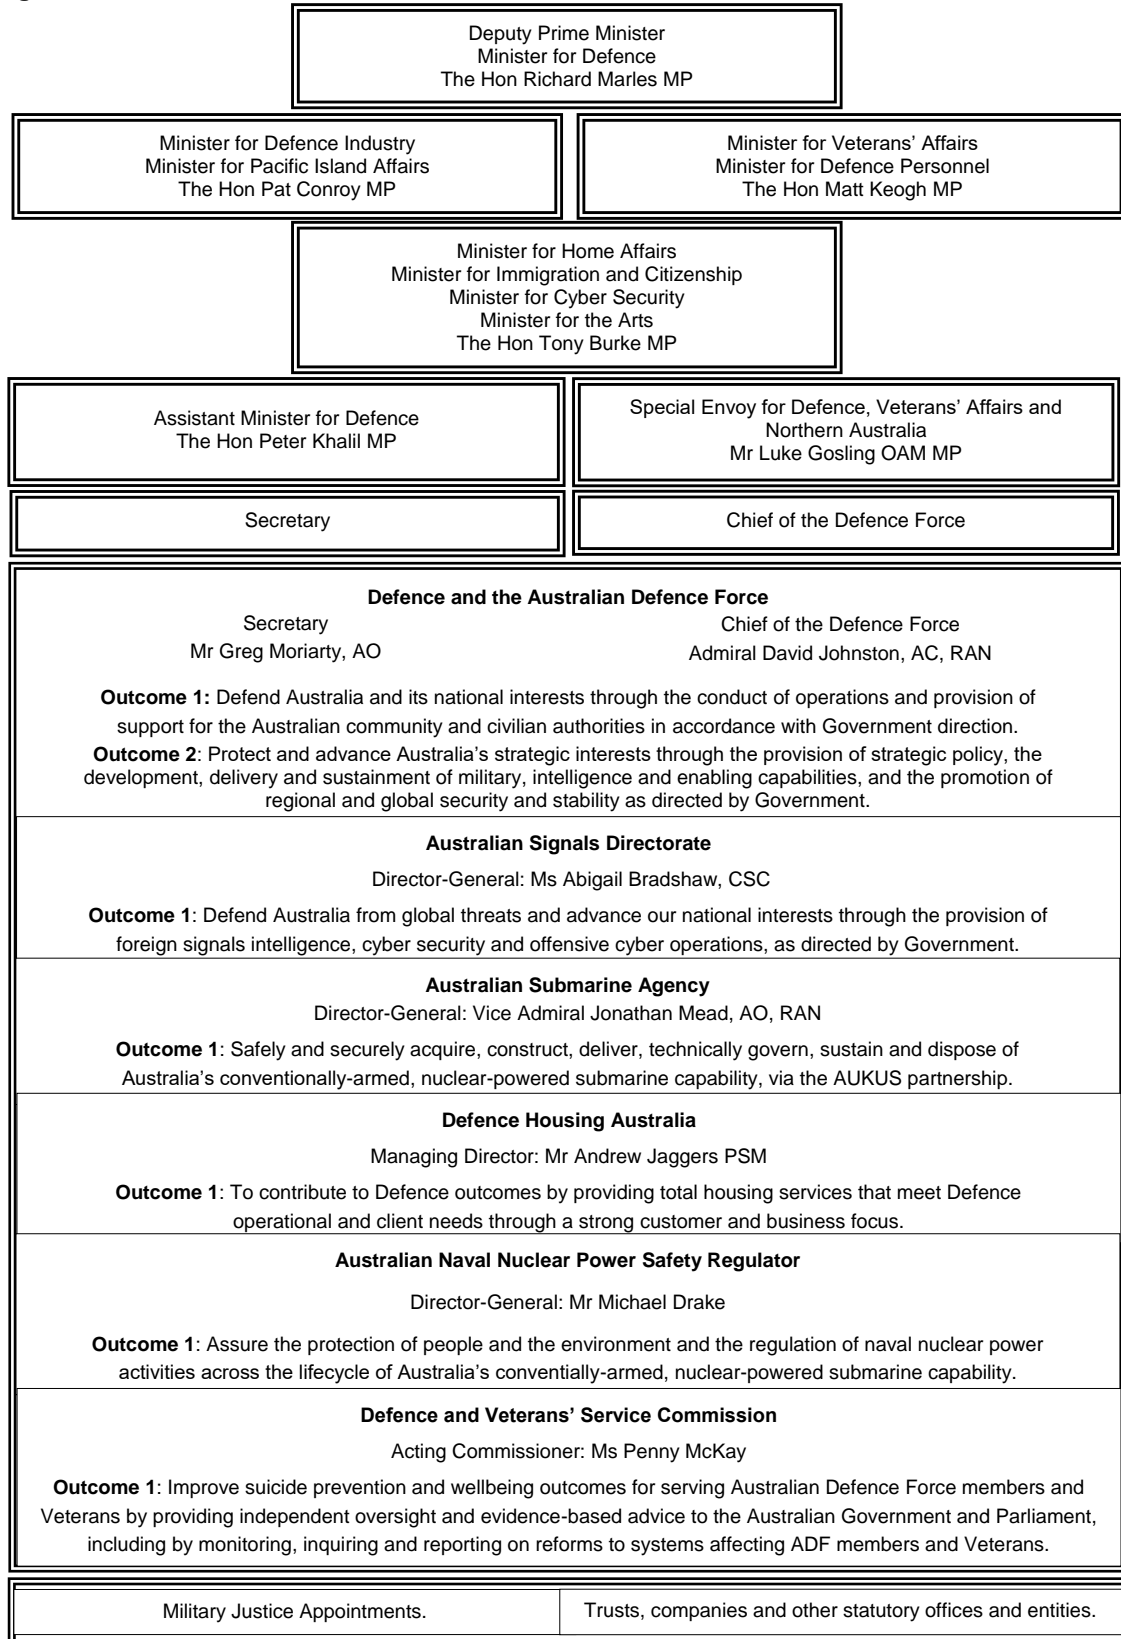 Deputy Prime Minister
Minister for Defence
The Hon Richard Marles MP
Minister for Defence Industry
Minister for Pacific Island Affairs
The Hon Pat Conroy MP
Minister for Veterans’ Affairs
Minister for Defence Personnel
The Hon Matt Keogh MP
Minister for Home Affairs
Minister for Immigration and Citizenship
Minister for Cyber Security
Minister for the Arts
The Hon Tony Burke MP
Assistant Minister for Defence
The Hon Peter Khalil MP
Special Envoy for Defence, Veterans’ Affairs and
Northern Australia
Mr Luke Gosling OAM MP
Secretary
Chief of the Defence Force
Defence and the Australian Defence Force
Secretary
Mr Greg Moriarty, AO
Chief of the Defence Force
Admiral David Johnston, AC, RAN
Outcome 1: Defend Australia and its national interests through the conduct of operations and provision of
support for the Australian community and civilian authorities in accordance with Government direction.
Outcome 2: Protect and advance Australia’s strategic interests through the provision of strategic policy, the
development, delivery and sustainment of military, intelligence and enabling capabilities, and the promotion of
regional and global security and stability as directed by Government.
Australian Signals Directorate
Director-General: Ms Abigail Bradshaw, CSC
Outcome 1: Defend Australia from global threats and advance our national interests through the provision of
foreign signals intelligence, cyber security and offensive cyber operations, as directed by Government.
Australian Submarine Agency
Director-General: Vice Admiral Jonathan Mead, AO, RAN
Outcome 1: Safely and securely acquire, construct, deliver, technically govern, sustain and dispose of
Australia’s conventionally-armed, nuclear-powered submarine capability, via the AUKUS partnership.
Defence Housing Australia
Managing Director: Mr Andrew Jaggers PSM
Outcome 1: To contribute to Defence outcomes by providing total housing services that meet Defence
operational and client needs through a strong customer and business focus.
Australian Naval Nuclear Power Safety Regulator
Director-General: Mr Michael Drake
Outcome 1: Assure the protection of people and the environment and the regulation of naval nuclear power
activities across the lifecycle of Australia’s conventially-armed, nuclear-powered submarine capability.
Defence and Veterans’ Service Commission
Acting Commissioner: Ms Penny McKay
Outcome 1: Improve suicide prevention and wellbeing outcomes for serving Australian Defence Force members and
Veterans by providing independent oversight and evidence-based advice to the Australian Government and Parliament,
including by monitoring, inquiring and reporting on reforms to systems affecting ADF members and Veterans.
Military Justice Appointments.
Trusts, companies and other statutory offices and entities.